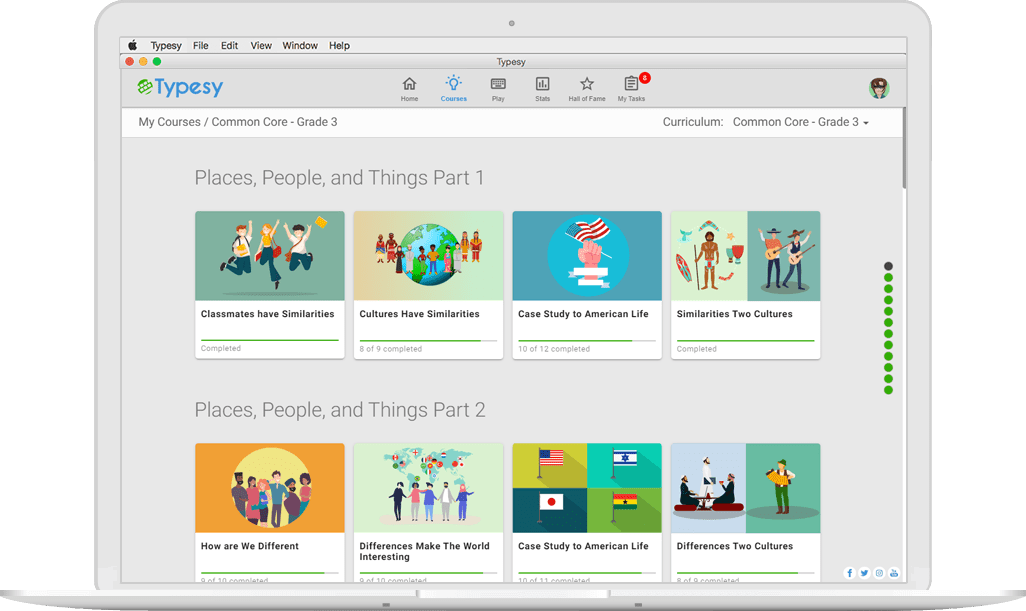 Typesy File Edit View Window Help
Typesy
Typesy
Home Courses Play Stats Hall of Fame My Tasks 8
My Courses / Common Core - Grade 3 Curriculum: Common Core - Grade 3
Places, People, and Things Part 1
Classmates have Similarities Cultures Have Similarities Case Study to American Life Similarities Two Cultures
Completed 8 of 9 completed 10 of 12 completed Completed
Places, People, and Things Part 2
How are We Different Differences Make The World Case Study to American Life Differences Two Cultures
Interesting
9 of 10 completed 9 of 10 completed 10 of 11 completed 8 of 9 completed